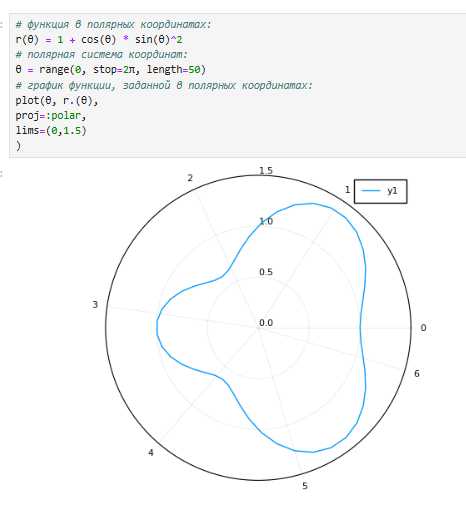 # функция в полярных координатах:
r(θ) = 1 + cos(θ) * sin(θ)^2
# полярная система координат:
θ = range(0, stop=2π, length=50)
# график функции, заданной в полярных координатах:
plot(θ, r.(θ),
proj=:polar,
lims=(0,1.5)
)
1.5
2
1
y1
1.0
0.5
3
0.0
0
6
4
5